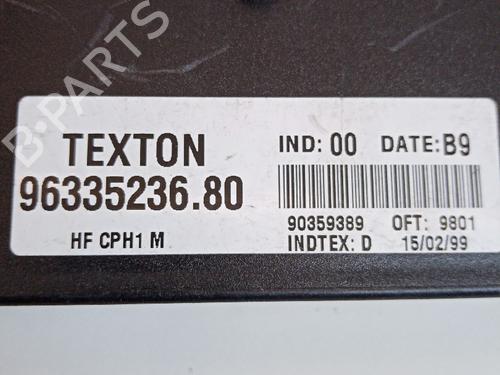 TEXTON
96335236.80
HF CPH1 M
IND: 00 DATE: B9
90359389 OFT: 9801
INDTEX: D 15/02/99
B-PARTS